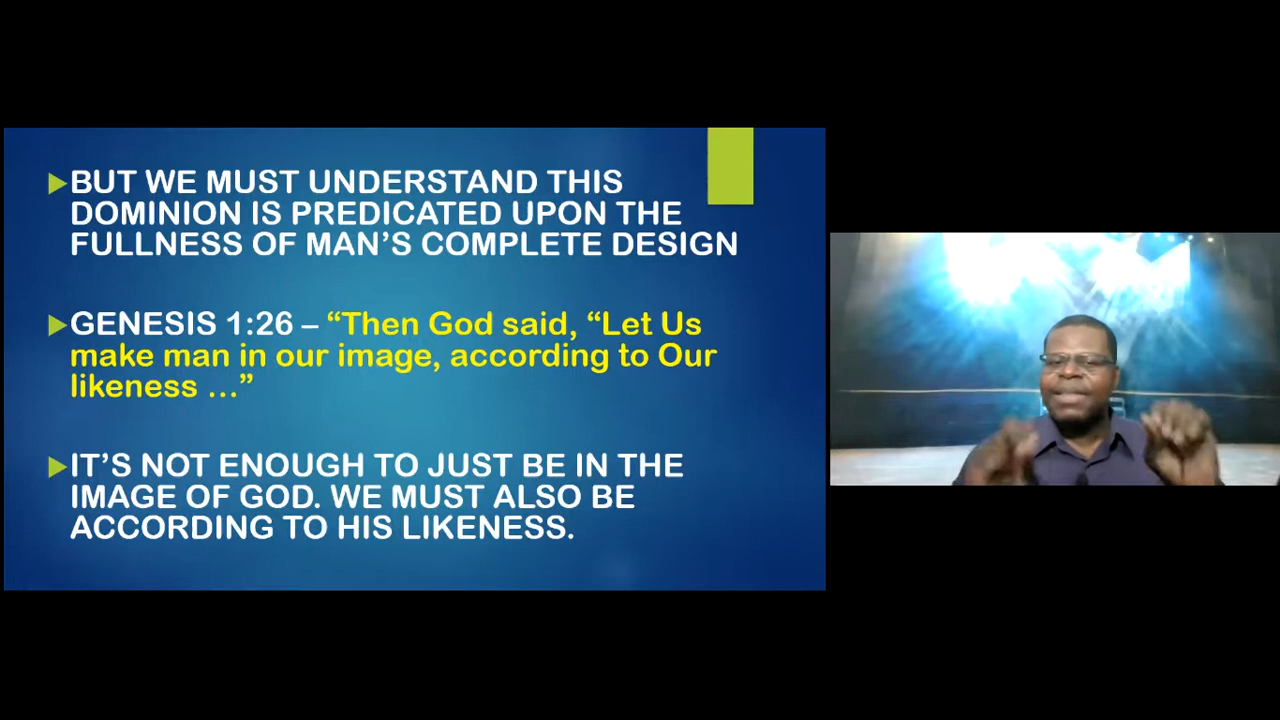 BUT WE MUST UNDERSTAND THIS
DOMINION IS PREDICATED UPON THE
FULLNESS OF MAN’S COMPLETE DESIGN
GENESIS 1:26 – “Then God said, “Let Us
make man in our image, according to Our
likeness …”
IT’S NOT ENOUGH TO JUST BE IN THE
IMAGE OF GOD. WE MUST ALSO BE
ACCORDING TO HIS LIKENESS.